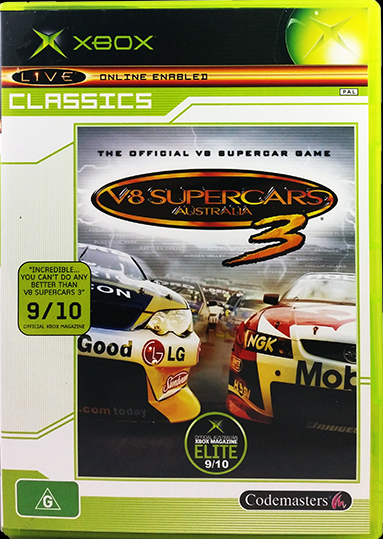 XBOX
LIVE ONLINE ENABLED
CLASSICS
PAL
THE OFFICIAL V8 SUPERCAR GAME
V8 SUPERCARS
AUSTRALIA
3
"INCREDIBLE...
YOU CAN'T DO ANY
BETTER THAN
V8 SUPERCARS 3"
9/10
OFFICIAL XBOX MAGAZINE
EON
Good LG
NGK
Mob
.com today
OFFICIAL AUSTRALIAN
XBOX MAGAZINE
ELITE
9/10
G
Codemasters